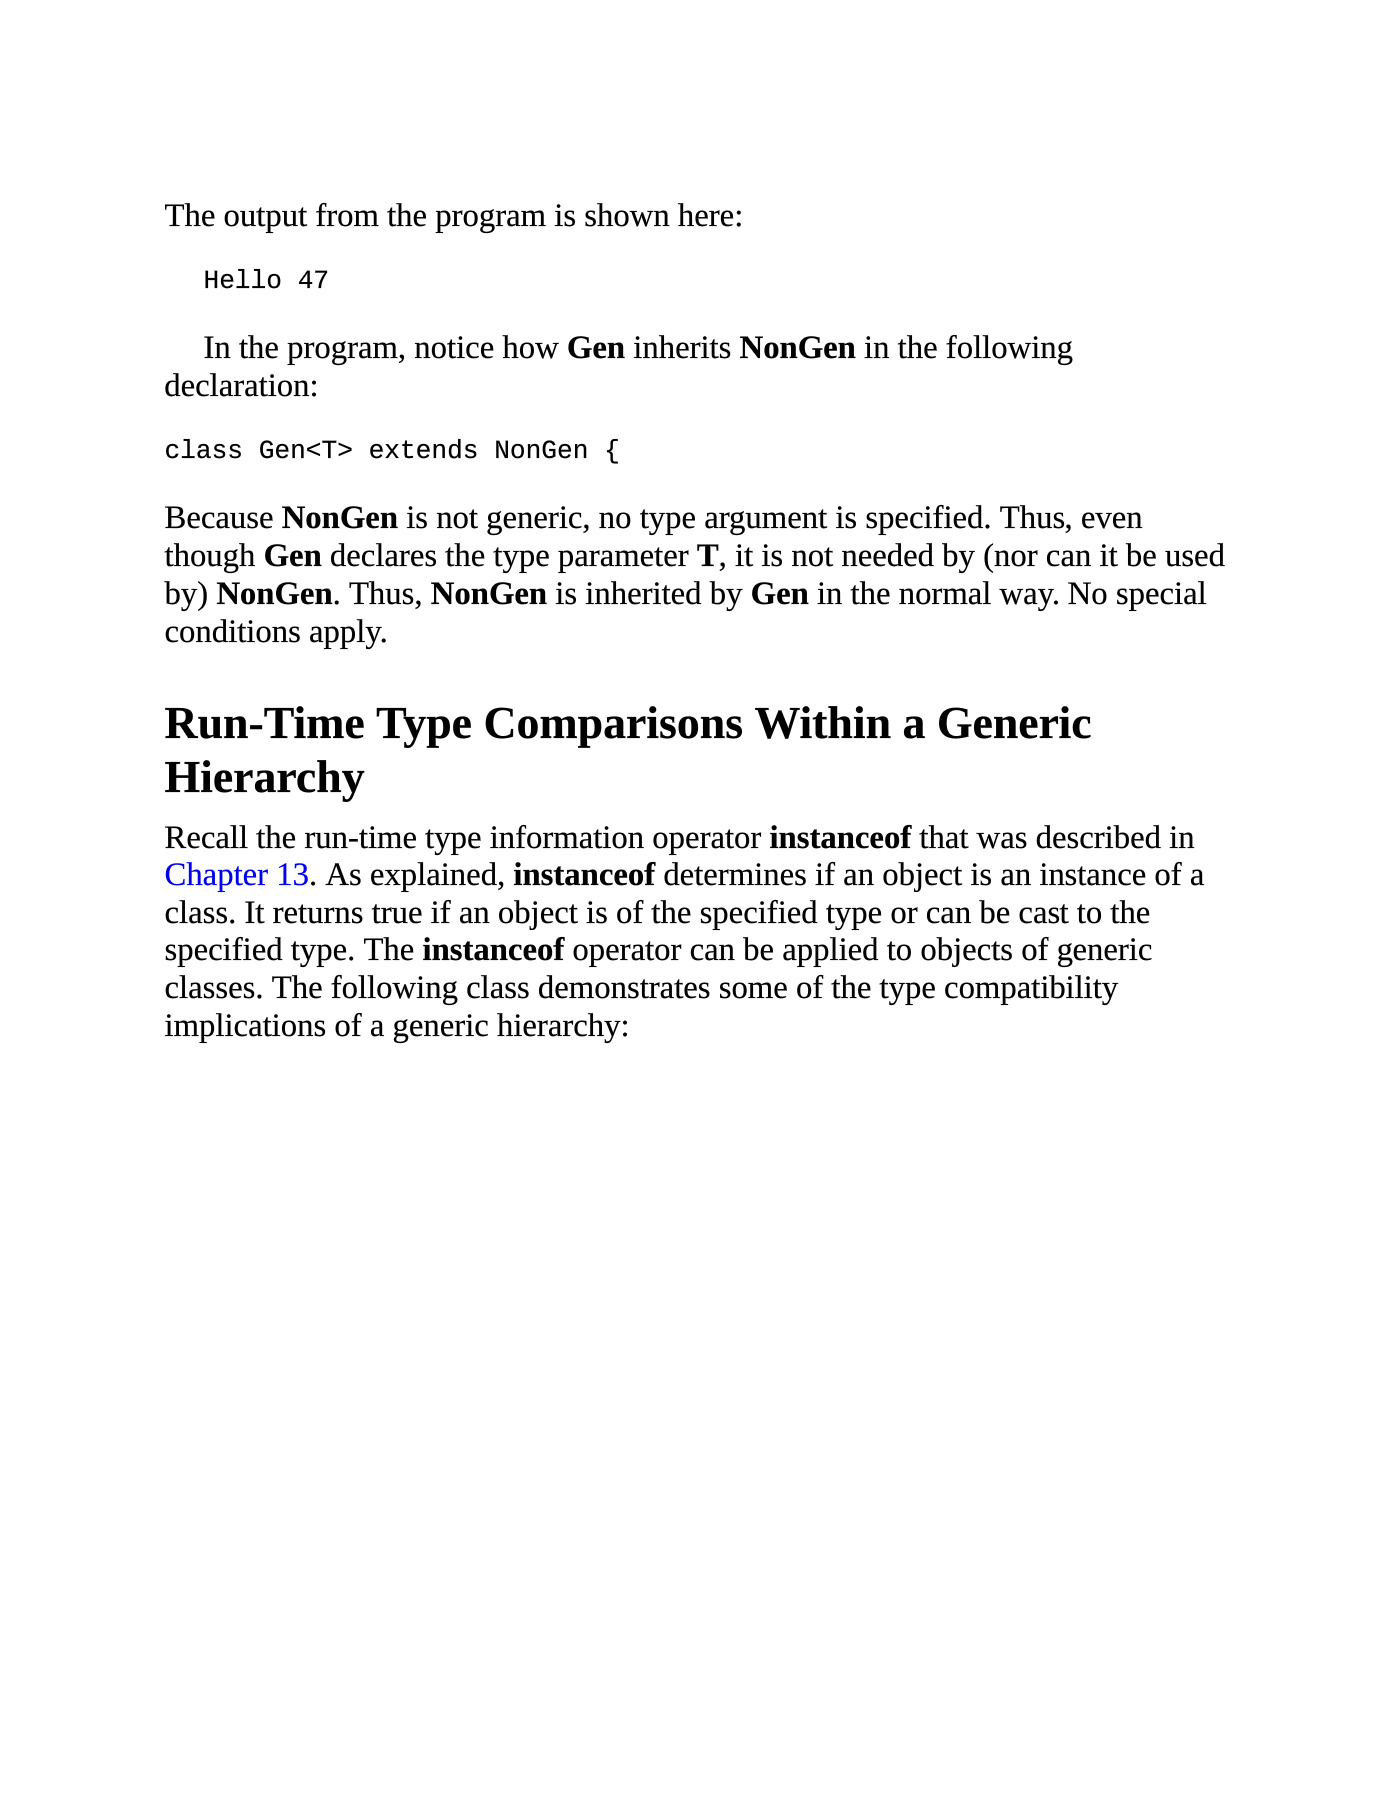 The output from the program is shown here:
Hello 47
In the program, notice how Gen inherits NonGen in the following
declaration:
class Gen<T> extends NonGen {
Because NonGen is not generic, no type argument is specified. Thus, even
though Gen declares the type parameter T, it is not needed by (nor can it be used
by) NonGen. Thus, NonGen is inherited by Gen in the normal way. No special
conditions apply.
Run-Time Type Comparisons Within a Generic
Hierarchy
Recall the run-time type information operator instanceof that was described in
Chapter 13. As explained, instanceof determines if an object is an instance of a
class. It returns true if an object is of the specified type or can be cast to the
specified type. The instanceof operator can be applied to objects of generic
classes. The following class demonstrates some of the type compatibility
implications of a generic hierarchy: